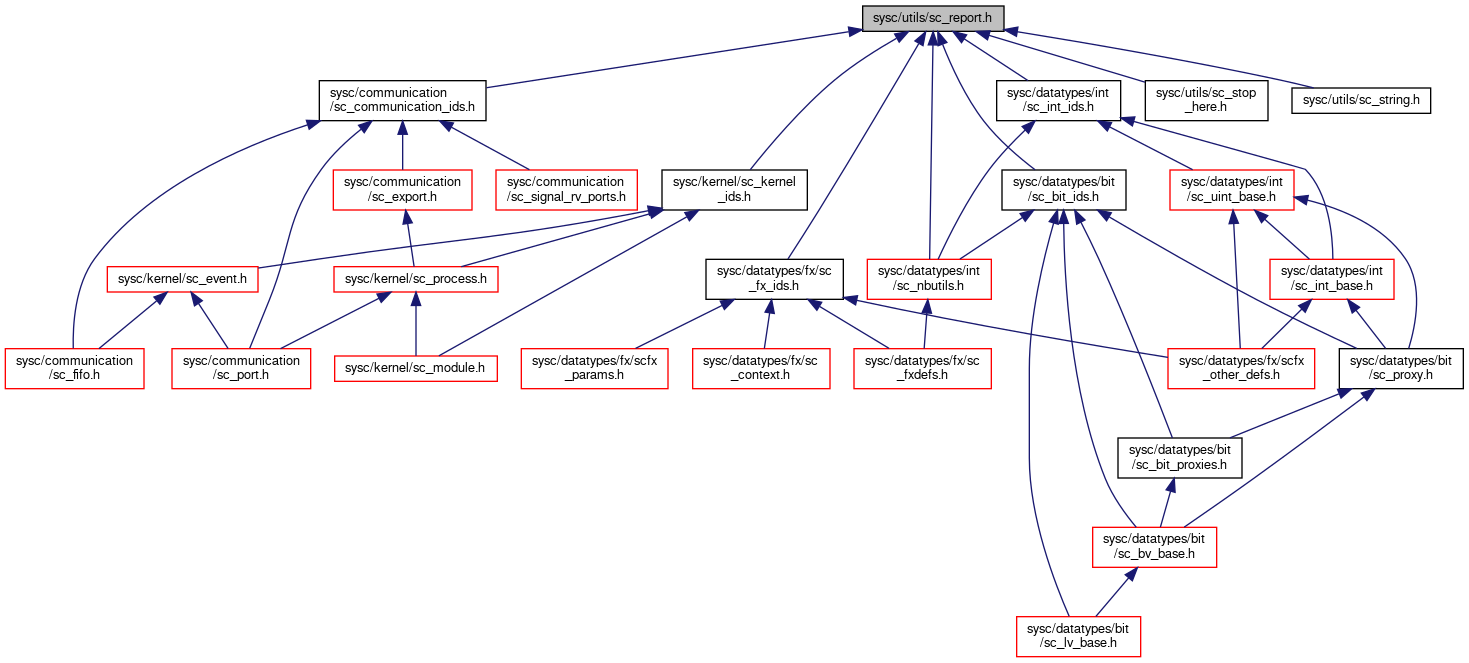 sysc/utils/sc_report.h
sysc/communication
/sc_communication_ids.h
sysc/datatypes/int
/sc_int_ids.h
sysc/utils/sc_stop
_here.h
sysc/utils/sc_string.h
sysc/communication
/sc_export.h
sysc/communication
/sc_signal_rv_ports.h
sysc/kernel/sc_kernel
_ids.h
sysc/datatypes/bit
/sc_bit_ids.h
sysc/datatypes/int
/sc_uint_base.h
sysc/kernel/sc_event.h
sysc/kernel/sc_process.h
sysc/datatypes/fx/sc
_fx_ids.h
sysc/datatypes/int
/sc_nbutils.h
sysc/datatypes/int
/sc_int_base.h
sysc/communication
/sc_fifo.h
sysc/communication
/sc_port.h
sysc/kernel/sc_module.h
sysc/datatypes/fx/scfx
_params.h
sysc/datatypes/fx/sc
_context.h
sysc/datatypes/fx/sc
_fxdefs.h
sysc/datatypes/fx/scfx
_other_defs.h
sysc/datatypes/bit
/sc_proxy.h
sysc/datatypes/bit
/sc_bit_proxies.h
sysc/datatypes/bit
/sc_bv_base.h
sysc/datatypes/bit
/sc_lv_base.h